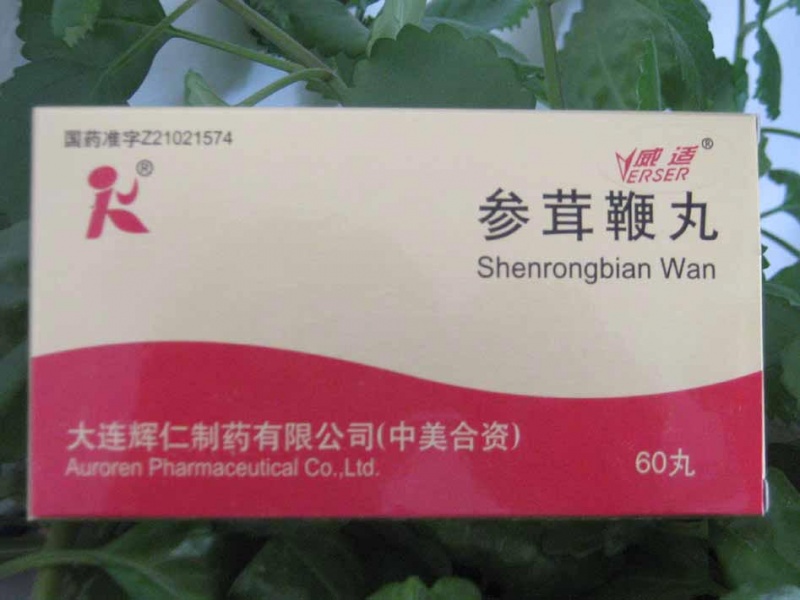 国药准字Z21021574
®
威适®
VERSER
参茸鞭丸
Shenrongbian Wan
大连辉仁制药有限公司(中美合资)
Auroren Pharmaceutical Co.,Ltd.
60丸